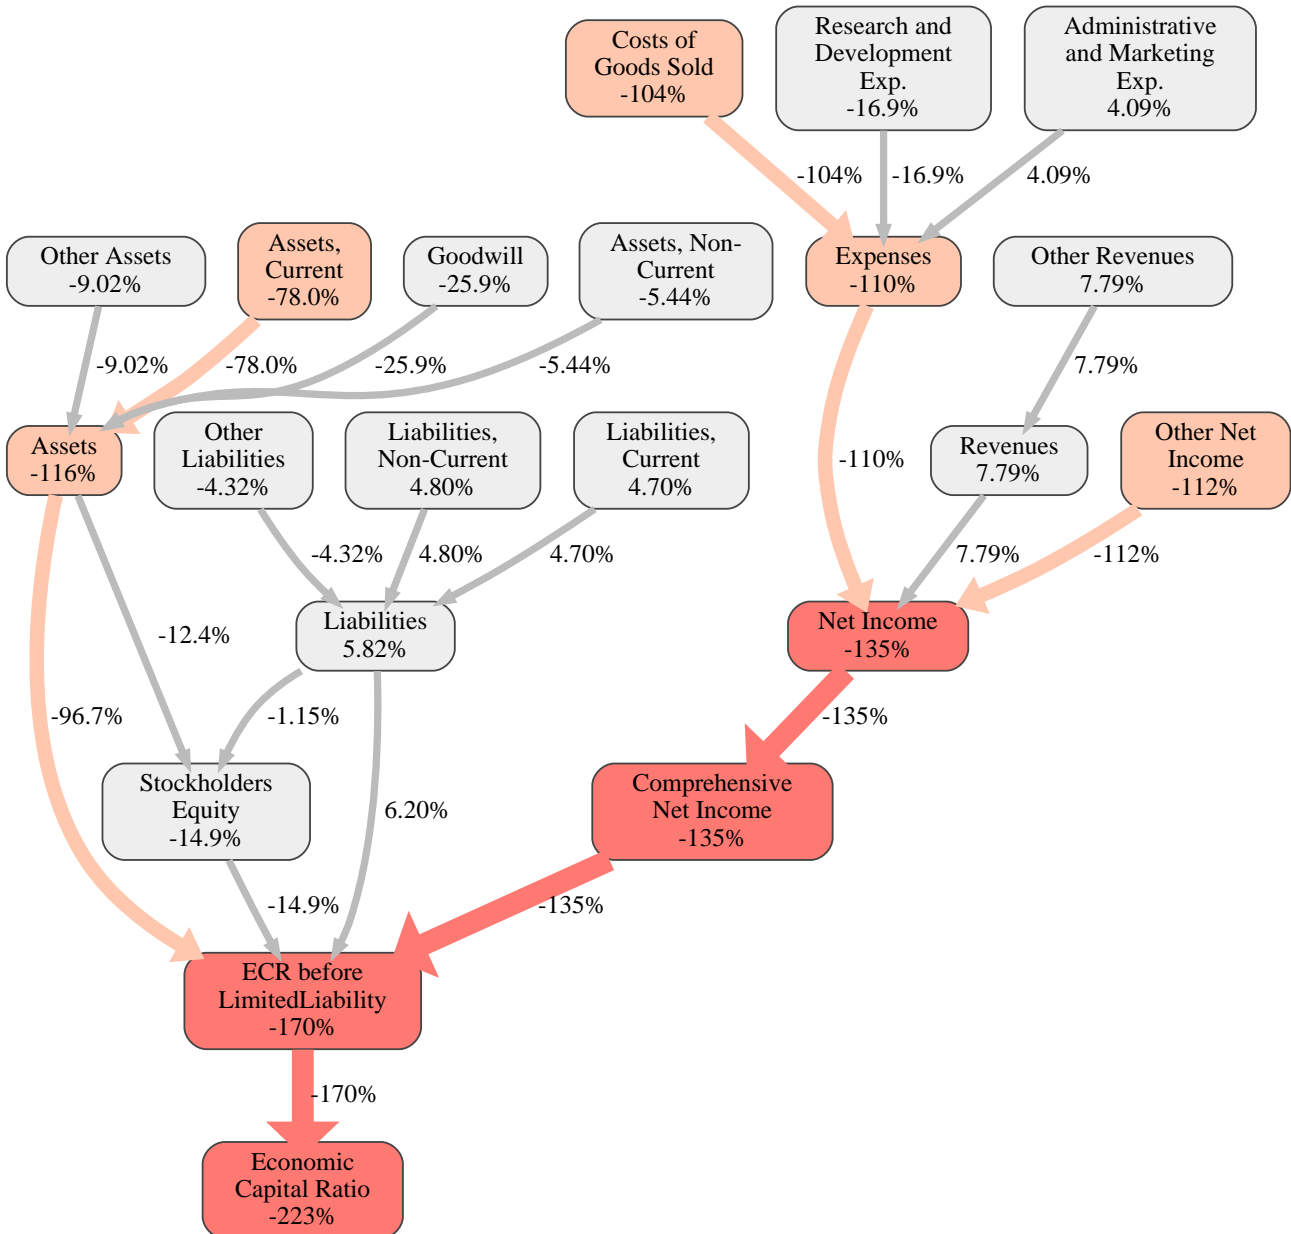 Costs of
Goods Sold
-104%
Research and
Development
Exp.
-16.9%
Administrative
and Marketing
Exp.
4.09%
-104%
-16.9%
4.09%
Other Assets
-9.02%
Assets,
Current
-78.0%
Goodwill
-25.9%
Assets, Non-
Current
-5.44%
Expenses
-110%
Other Revenues
7.79%
-9.02%
-78.0%
-25.9%
-5.44%
7.79%
Assets
-116%
Other
Liabilities
-4.32%
Liabilities,
Non-Current
4.80%
Liabilities,
Current
4.70%
-110%
Revenues
7.79%
Other Net
Income
-112%
-4.32%
4.80%
4.70%
7.79%
-112%
-12.4%
Liabilities
5.82%
Net Income
-135%
-96.7%
-1.15%
-135%
Stockholders
Equity
-14.9%
6.20%
Comprehensive
Net Income
-135%
-14.9%
-135%
ECR before
LimitedLiability
-170%
-170%
Economic
Capital Ratio
-223%